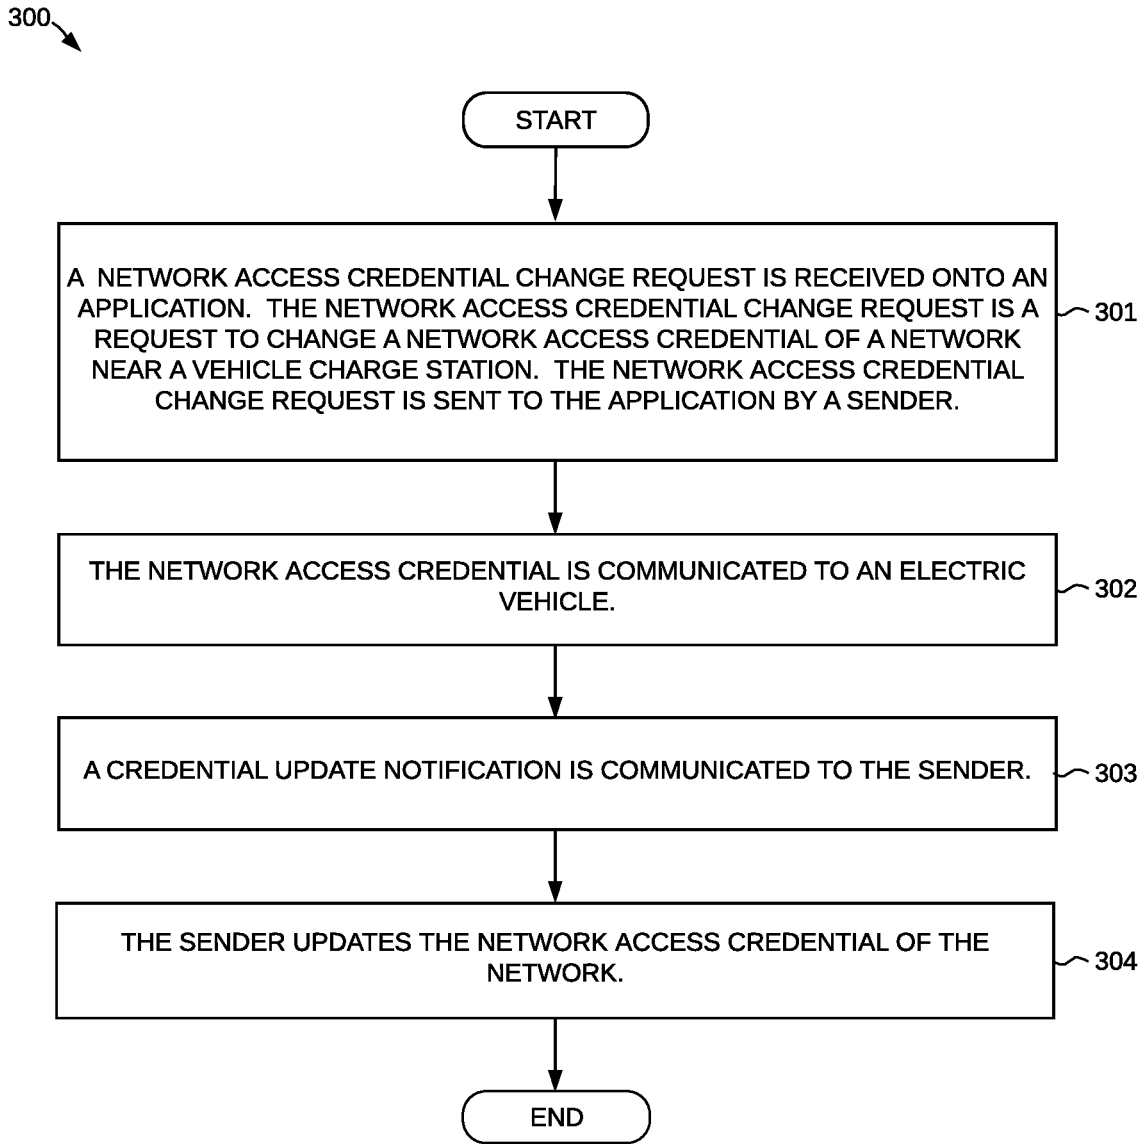 300
START
A NETWORK ACCESS CREDENTIAL CHANGE REQUEST IS RECEIVED ONTO AN
APPLICATION. THE NETWORK ACCESS CREDENTIAL CHANGE REQUEST IS A
REQUEST TO CHANGE A NETWORK ACCESS CREDENTIAL OF A NETWORK
NEAR A VEHICLE CHARGE STATION. THE NETWORK ACCESS CREDENTIAL
CHANGE REQUEST IS SENT TO THE APPLICATION BY A SENDER.
301
THE NETWORK ACCESS CREDENTIAL IS COMMUNICATED TO AN ELECTRIC
VEHICLE.
302
A CREDENTIAL UPDATE NOTIFICATION IS COMMUNICATED TO THE SENDER.
303
THE SENDER UPDATES THE NETWORK ACCESS CREDENTIAL OF THE
NETWORK.
304
END